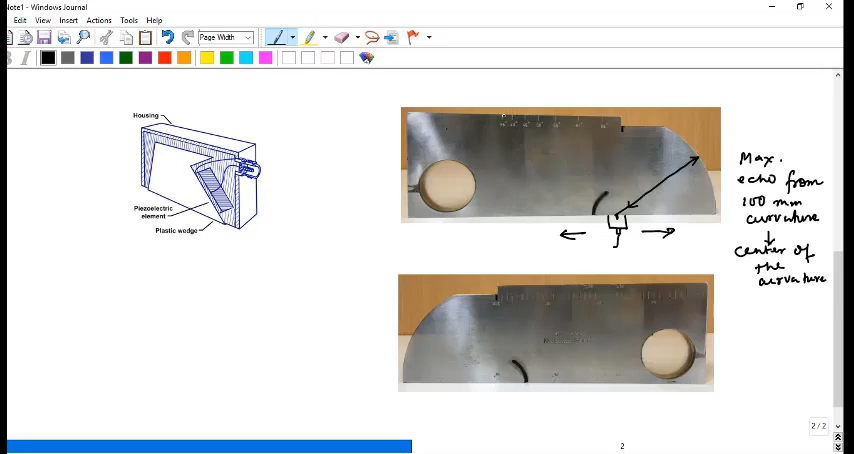 Note1 - Windows Journal
Edit View Insert Actions Tools Help
Page Width
B I
Housing
Piezoelectric
element
Plastic wedge
Max.
echo from
100 mm
curvature
center of
the
curvature
2 / 2
2